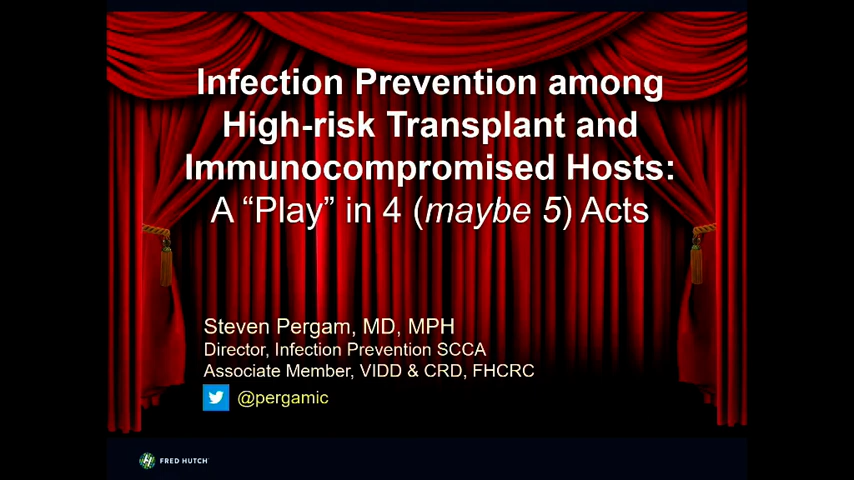 Infection Prevention among
High-risk Transplant and
Immunocompromised Hosts:
A “Play” in 4 (maybe 5) Acts
Steven Pergam, MD, MPH
Director, Infection Prevention SCCA
Associate Member, VIDD & CRD, FHCRC
@pergamic
FRED HUTCH